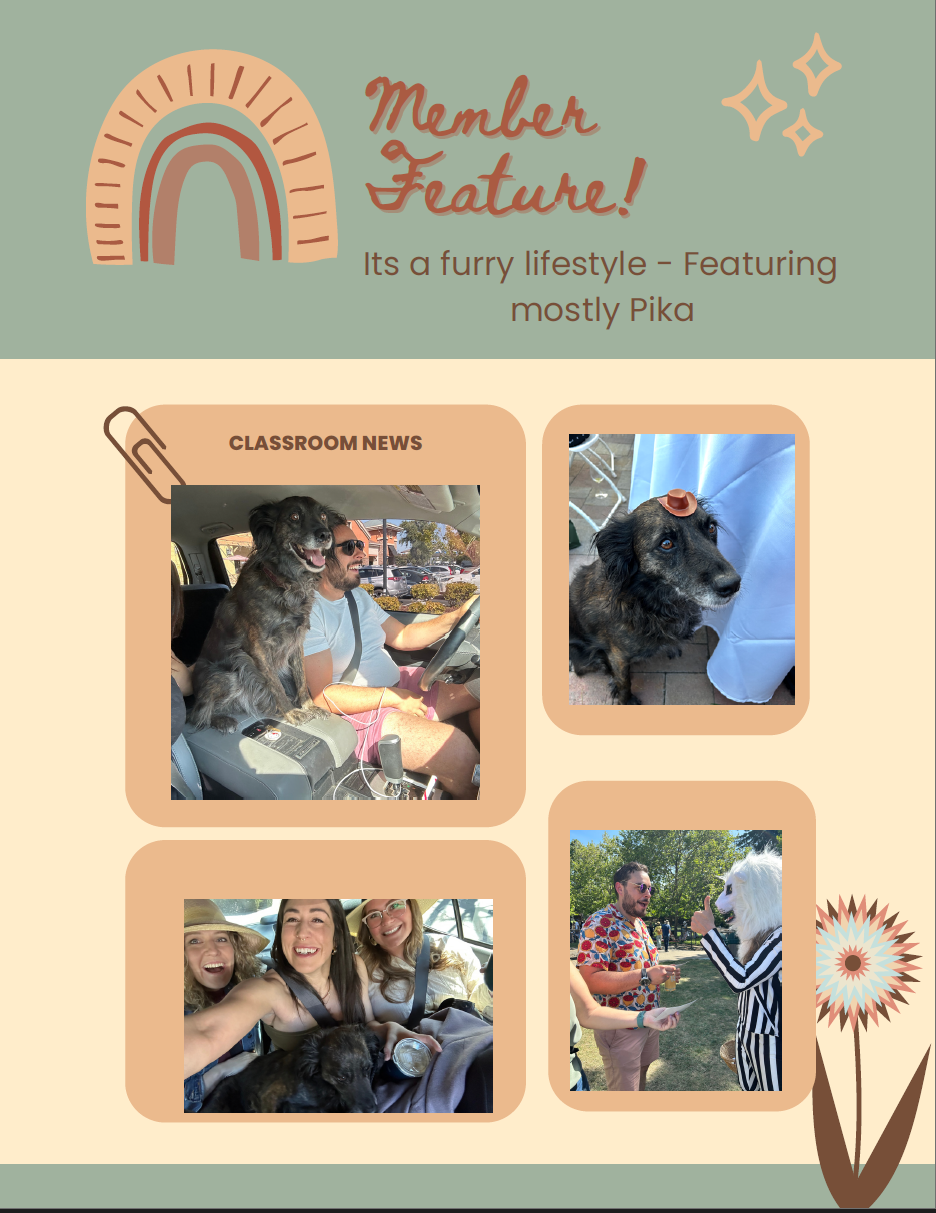 Member
Feature!
Its a furry lifestyle - Featuring
mostly Pika
CLASSROOM NEWS